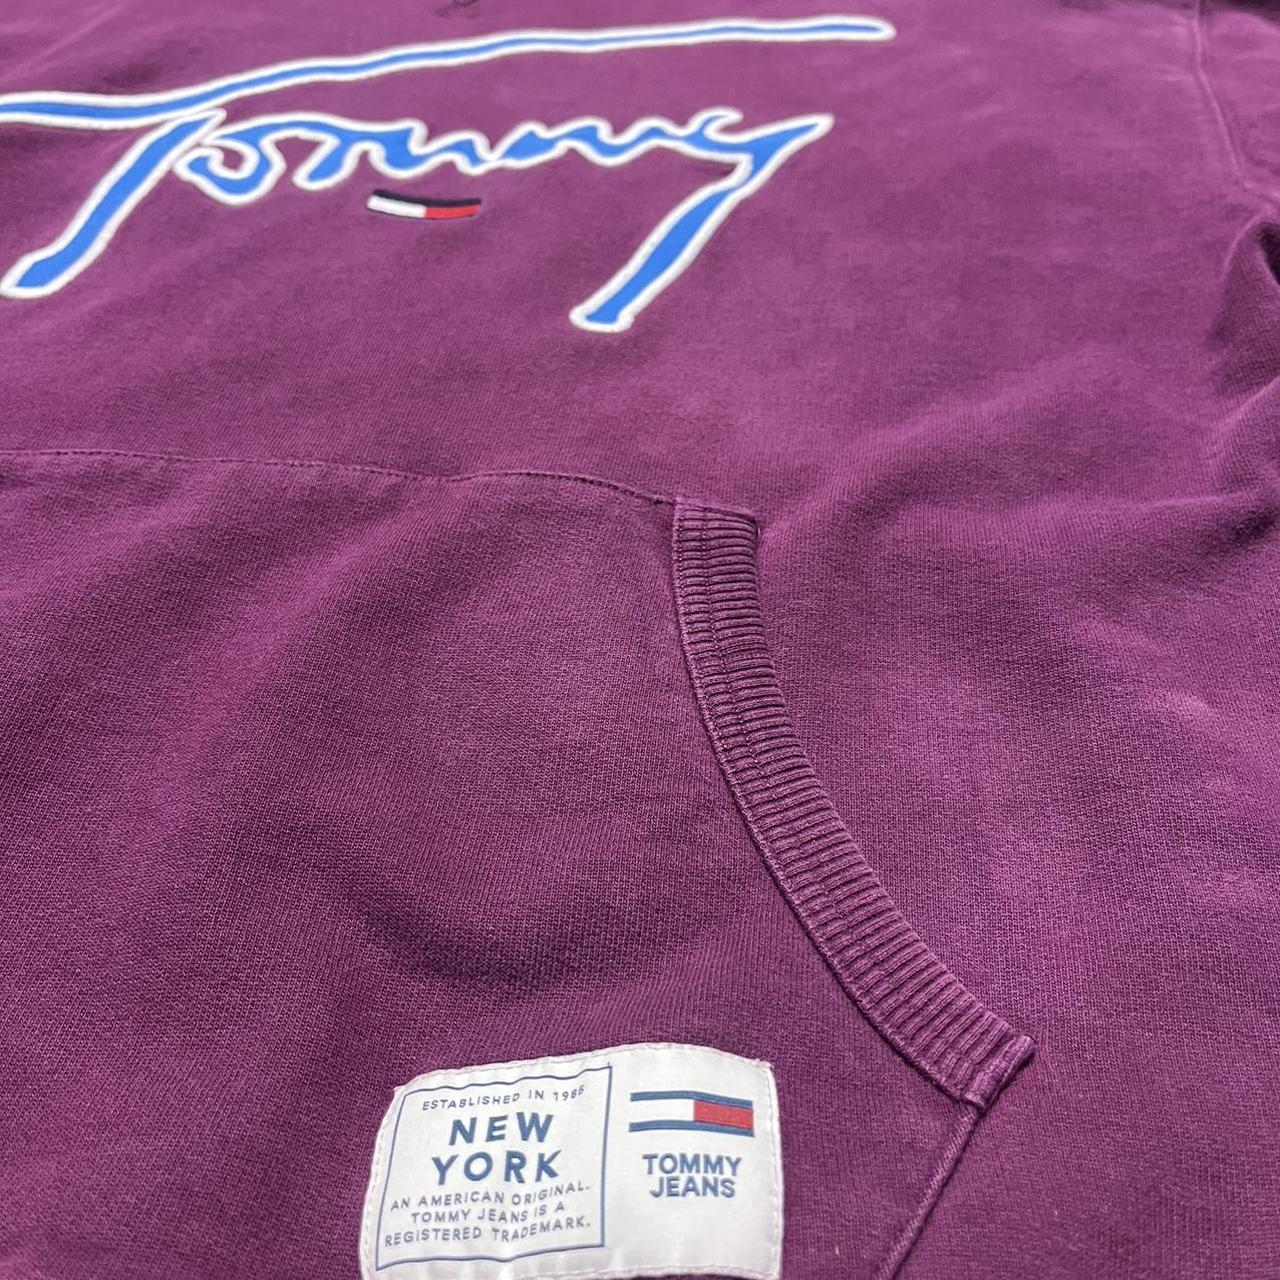 Tommy
ESTABLISHED IN 1985
NEW
YORK
AN AMERICAN ORIGINAL.
TOMMY JEANS IS A
REGISTERED TRADEMARK.
TOMMY
JEANS